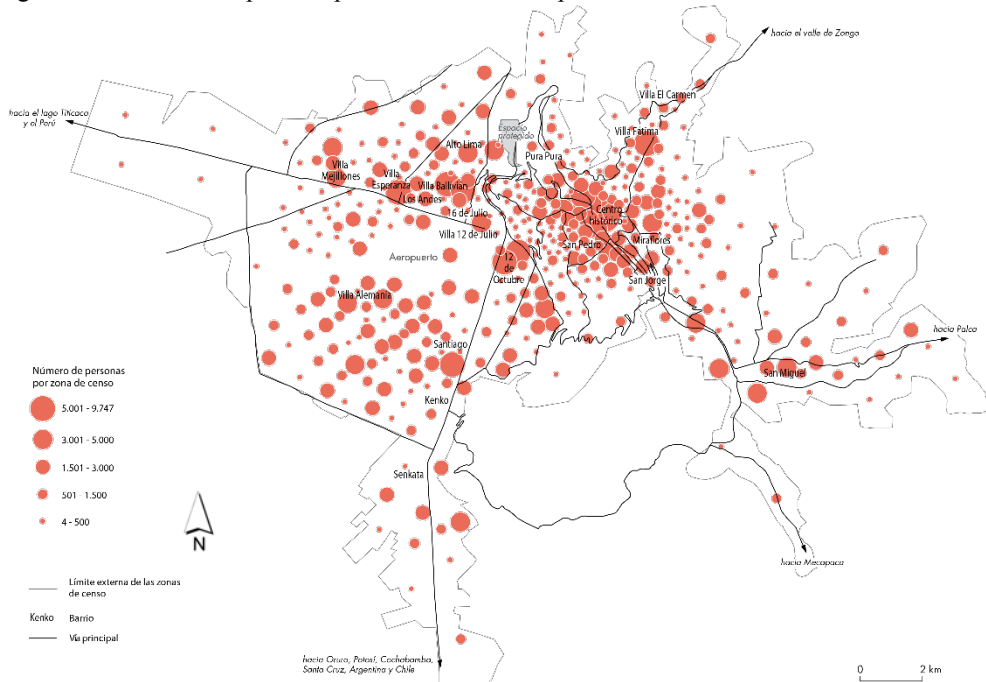 hacia el valle de Zongo
hacia el lago Titicaca
y el Perú
Villa El Carmen
Espacio
protegido
Villa Fatima
Alto Lima
Pura Pura
Villa
Mejillones
Villa
Esperanza
Villa Ballivian
Los Andes
16 de Julio
Centro
histórico
Villa 12 de Julio
San Pedro
Miraflores
Aeropuerto
12
de
Octubre
San Jorge
Villa Alemania
hacia Palca
Santiago
San Miguel
Número de personas
por zona de censo
5.001 - 9.747
3.001 - 5.000
1.501 - 3.000
501 - 1.500
4 - 500
Kenko
Senkata
N
hacia Mecapaca
Límite externa de las zonas
de censo
Kenko Barrio
Vía principal
hacia Oruro, Potosí, Cochabamba,
Santa Cruz, Argentina y Chile
0 2 km